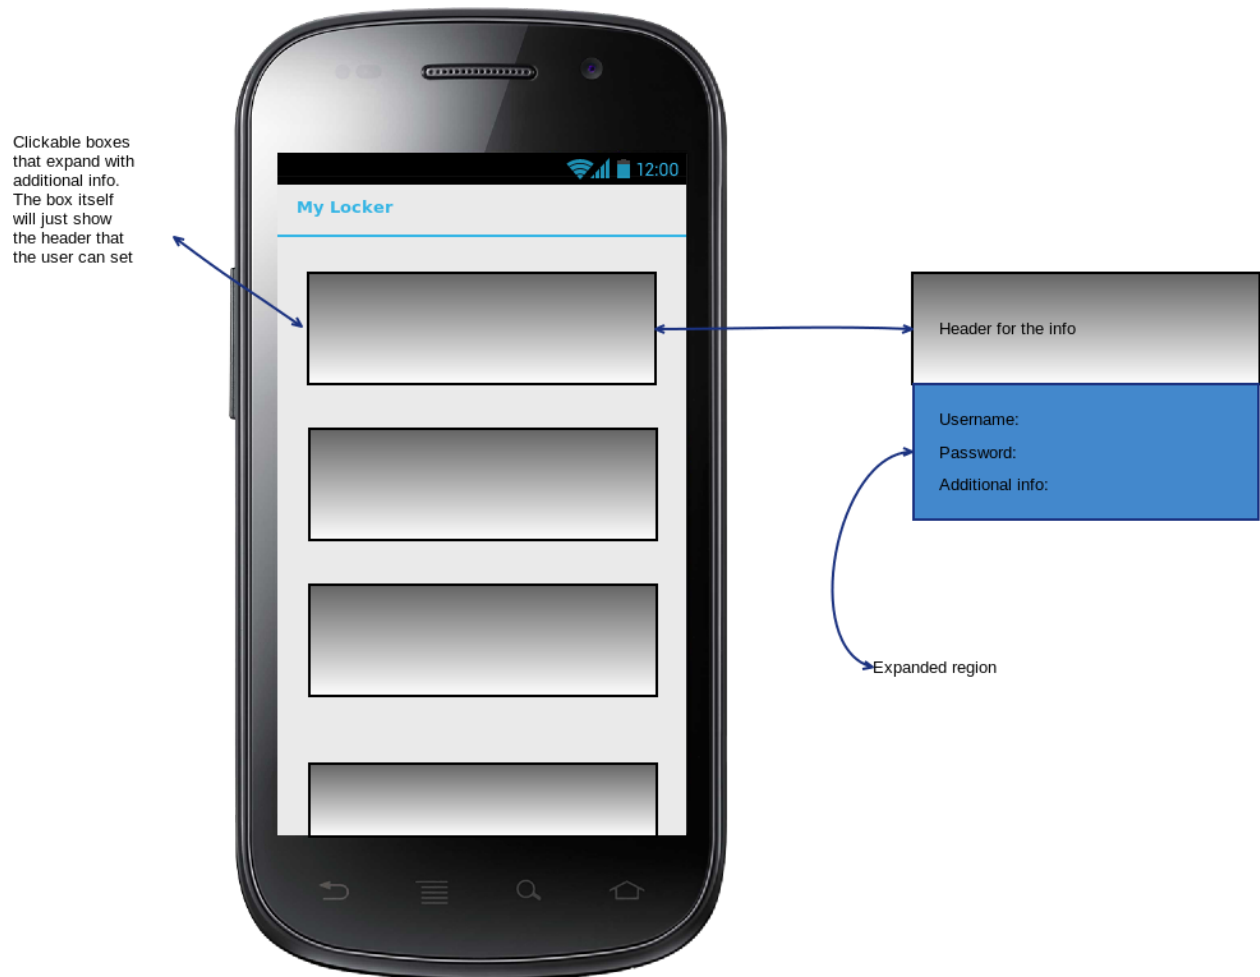 Clickable boxes
that expand with
additional info.
The box itself
will just show
the header that
the user can set
12:00
My Locker
Header for the info
Username:
Password:
Additional info:
Expanded region